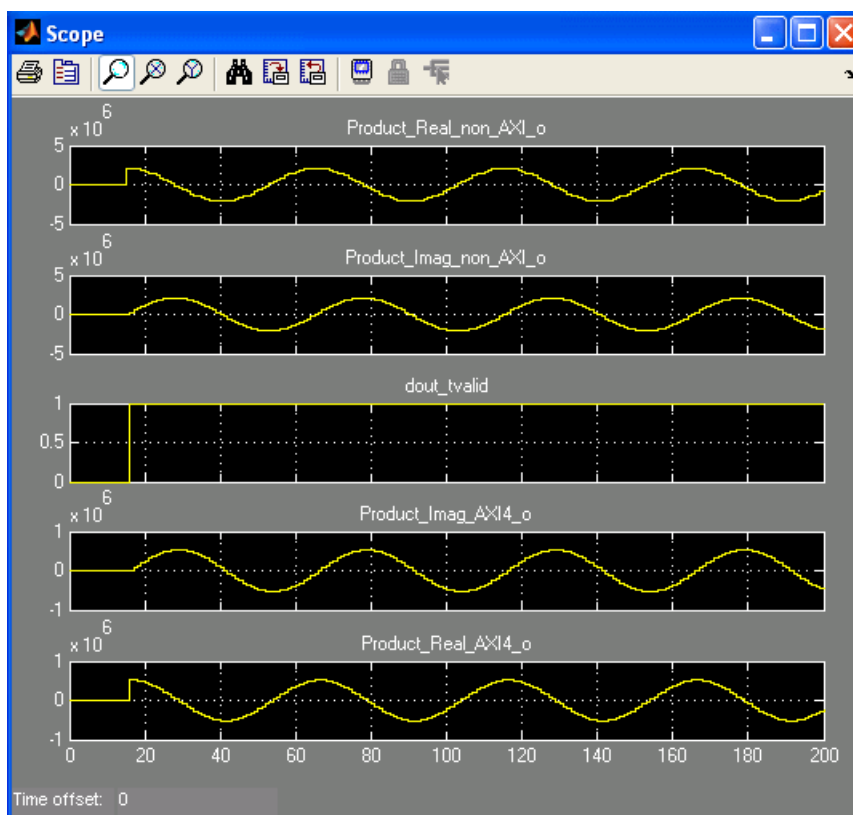 Scope
x 10 6
Product_Real_non_AXI_o
5
0
-5
x 10 6
Product_Imag_non_AXI_o
5
0
-5
dout_tvalid
1
0.5
0
x 10 6
Product_Imag_AXI4_o
1
0
-1
x 10 6
Product_Real_AXI4_o
1
0
-1
0 20 40 60 80 100 120 140 160 180 200
Time offset: 0